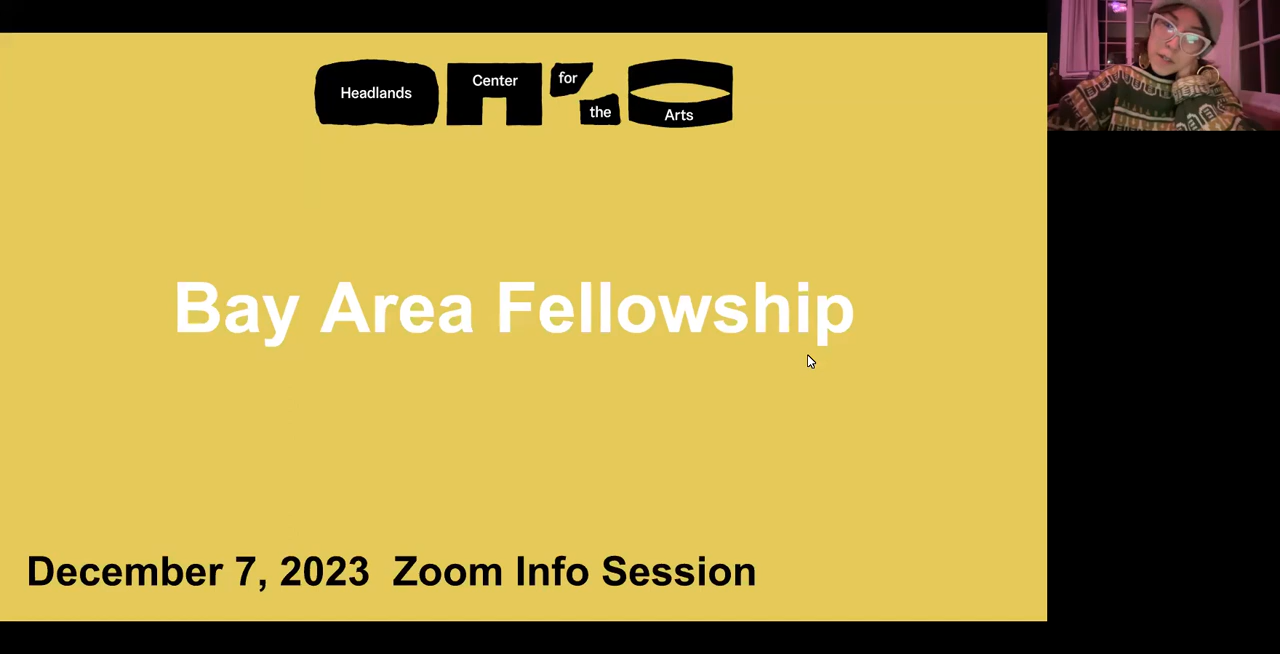 Headlands Center for the Arts
Bay Area Fellowship
December 7, 2023 Zoom Info Session